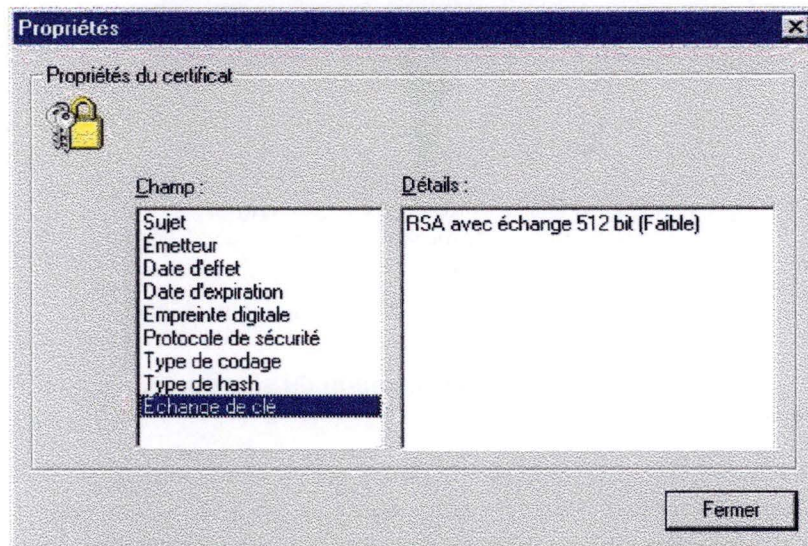 Propriétés
Propriétés du certificat
Champ :
Sujet
Émetteur
Date d'effet
Date d'expiration
Empreinte digitale
Protocole de sécurité
Type de codage
Type de hash
Échange de clé
Détails :
RSA avec échange 512 bit (Faible)
Fermer